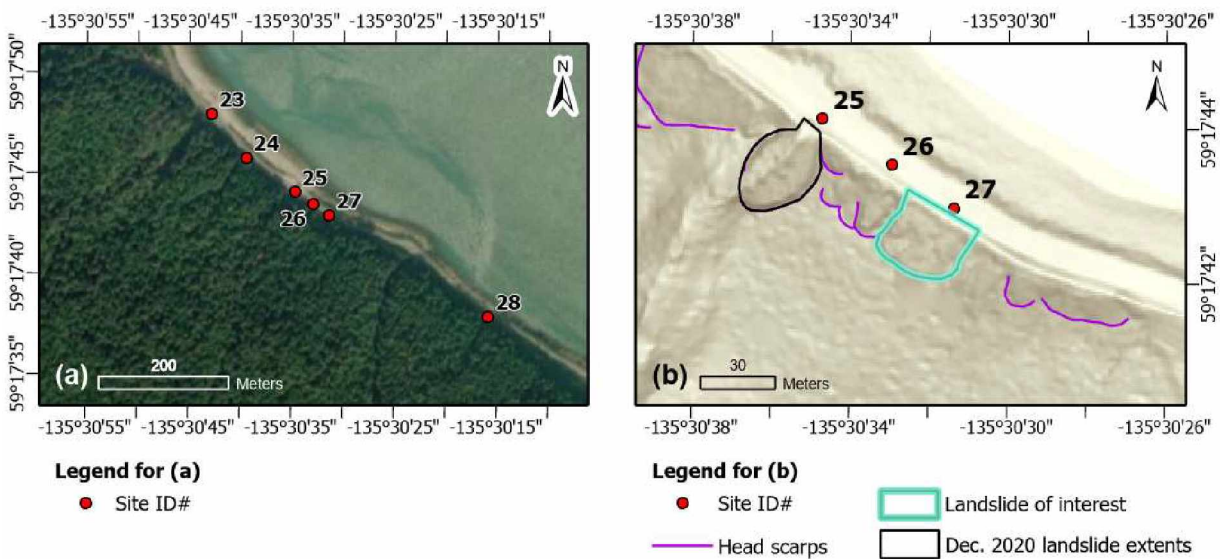 -135°30'55" -135°30'45" -135°30'35" -135°30'25" -135°30'15"
59°17'50"
59°17'45"
59°17'40"
59°17'35"
N
23
24
25
26
27
28
(a)
200
Meters
-135°30'55" -135°30'45" -135°30'35" -135°30'25" -135°30'15"
-135°30'38" -135°30'34" -135°30'30" -135°30'26"
N
25
26
27
59°17'44"
59°17'42"
(b)
30
Meters
-135°30'38" -135°30'34" -135°30'30" -135°30'26"
Legend for (a)
Site ID#
Legend for (b)
Site ID#
Landslide of interest
Head scarps
Dec. 2020 landslide extents